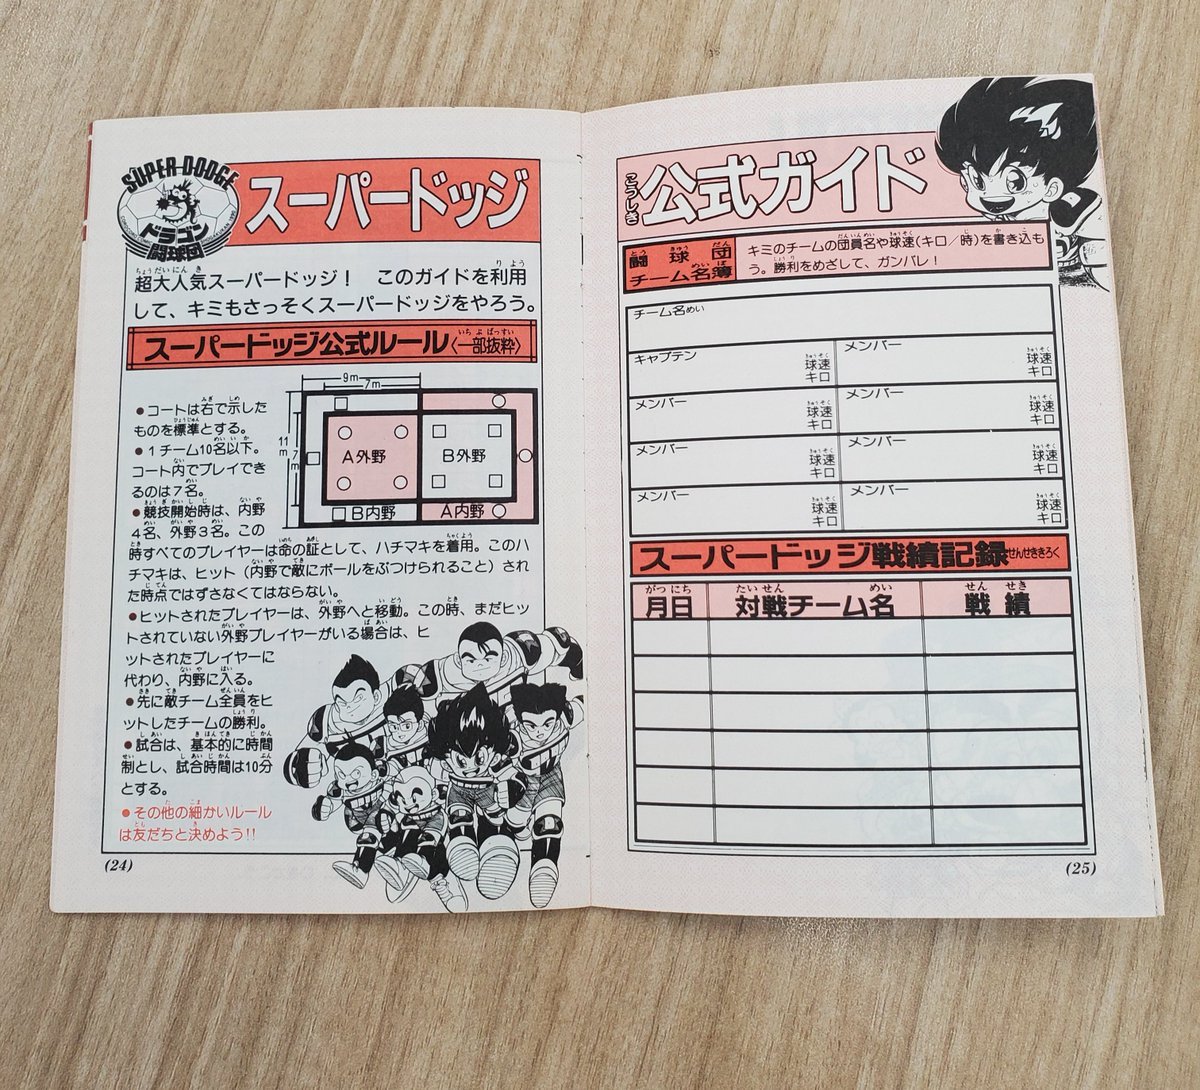 SUPER-DODGE
ドラゴン
闘球団
スーパードッジ
超大人気スーパードッジ！　このガイドを利用
して、キミもさっそくスーパードッジをやろう。
スーパードッジ公式ルール〈一部抜粋〉
●コートは右で示した
ものを標準とする。
●１チーム10名以下。
コート内でプレイでき
るのは７名。
●競技開始時は、内野
４名、外野３名。この
時すべてのプレイヤーは命の証として、ハチマキを着用。このハ
チマキは、ヒット（内野で敵にボールをぶつけられること）され
た時点ではずさなくてはならない。
●ヒットされたプレイヤーは、外野へと移動。この時、まだヒッ
トされていない外野プレイヤーがいる場合は、ヒ
ットされたプレイヤーに
代わり、内野に入る。
●先に敵チーム全員をヒ
ットしたチームの勝利。
●試合は、基本的に時間
制とし、試合時間は10分
とする。
●その他の細かいルール
は友だちと決めよう!!
9m
7m
11m
7m
A外野
B外野
B内野
A内野
(24)
公式ガイド
こうしき
闘球団
チーム名簿
キミのチームの団員名や球速(キロ／時)を書き込も
う。勝利をめざして、ガンバレ！
チーム名めい
キャプテン
球速
キロ
メンバー
球速
キロ
メンバー
球速
キロ
メンバー
球速
キロ
メンバー
球速
キロ
メンバー
球速
キロ
メンバー
球速
キロ
メンバー
球速
キロ
スーパードッジ戦績記録せんせききろく
月日
対戦チーム名
戦績
(25)